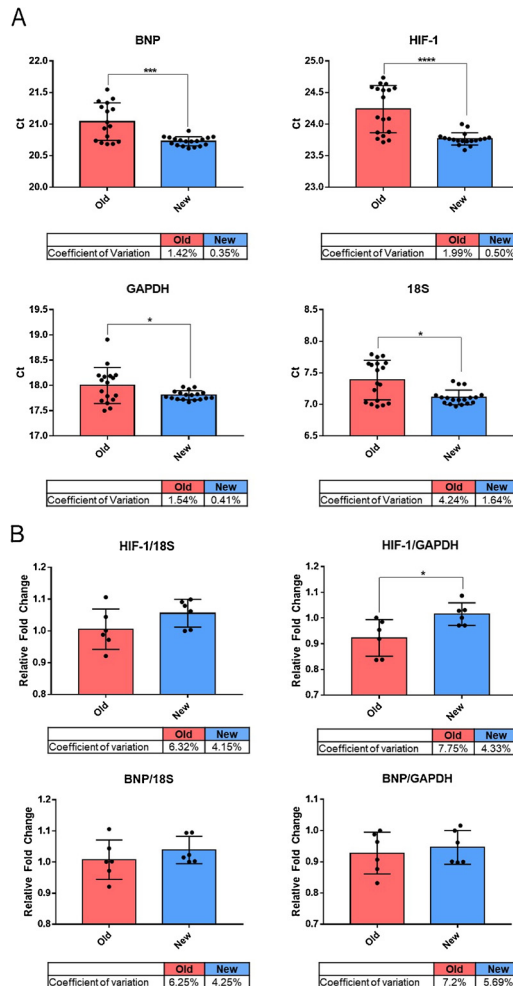 A
BNP
***
Ct
21.5
21.0
20.5
20.0
Old
New
Old New
Coefficient of Variation 1.42% 0.35%
HIF-1
****
Ct
25.0
24.5
24.0
23.5
23.0
Old
New
Old New
Coefficient of Variation 1.99% 0.50%
GAPDH
*
Ct
19.5
19.0
18.5
18.0
17.5
17.0
Old
New
Old New
Coefficient of Variation 1.54% 0.41%
18S
*
Ct
8.5
8.0
7.5
7.0
6.5
Old
New
Old New
Coefficient of Variation 4.24% 1.64%
B
HIF-1/18S
Relative Fold Change
1.2
1.1
1.0
0.9
0.8
Old
New
Old New
Coefficient of variation 6.32% 4.15%
HIF-1/GAPDH
*
Relative Fold Change
1.2
1.1
1.0
0.9
0.8
0.7
Old
New
Old New
Coefficient of variation 7.75% 4.33%
BNP/18S
Relative Fold Change
1.2
1.1
1.0
0.9
0.8
Old
New
Old New
Coefficient of variation 6.25% 4.25%
BNP/GAPDH
Relative Fold Change
1.1
1.0
0.9
0.8
0.7
Old
New
Old New
Coefficient of variation 7.2% 5.69%